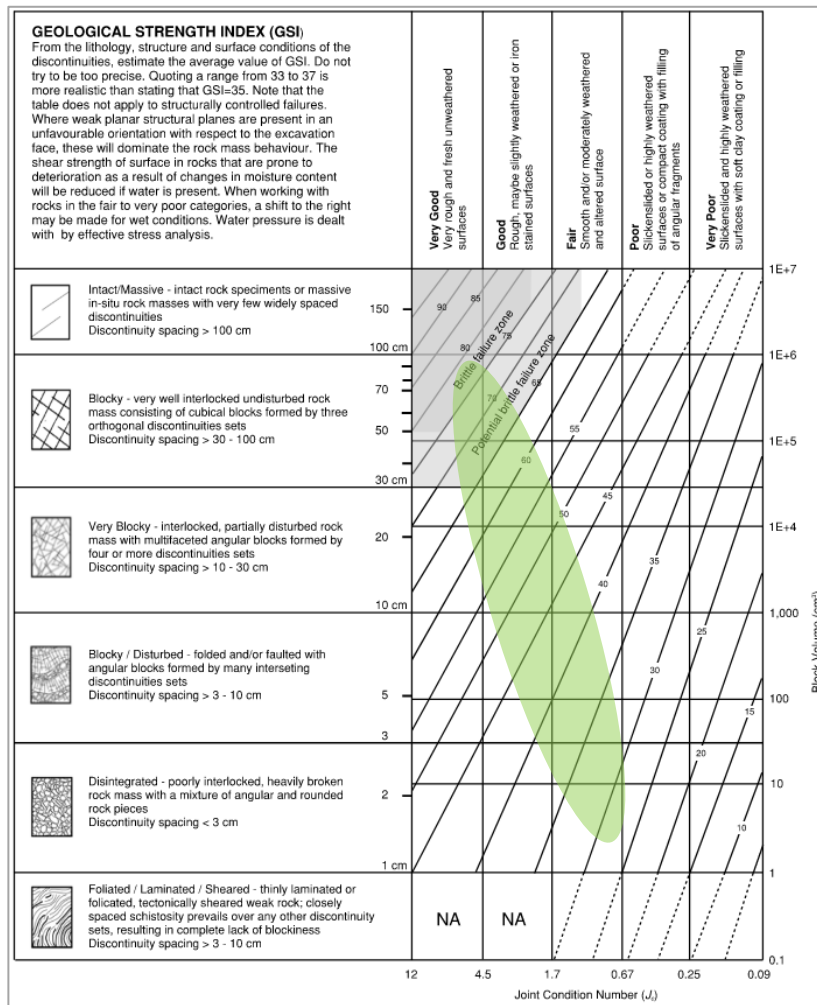 GEOLOGICAL STRENGTH INDEX (GSI)
From the lithology, structure and surface conditions of the
discontinuities, estimate the average value of GSI. Do not
try to be too precise. Quoting a range from 33 to 37 is
more realistic than stating that GSI=35. Note that the
table does not apply to structurally controlled failures.
Where weak planar structural planes are present in an
unfavourable orientation with respect to the excavation
face, these will dominate the rock mass behaviour. The
shear strength of surface in rocks that are prone to
deterioration as a result of changes in moisture content
will be reduced if water is present. When working with
rocks in the fair to very poor categories, a shift to the right
may be made for wet conditions. Water pressure is dealt
with by effective stress analysis.
Very Good
Very rough and fresh unweathered
surfaces
Good
Rough, maybe slightly weathered or iron
stained surfaces
Fair
Smooth and/or moderately weathered
and altered surface
Poor
Slickenslided or highly weathered
surfaces or compact coating with filling
of angular fragments
Very Poor
Slickenslided and highly weathered
surfaces with soft clay coating or filling
Intact/Massive - intact rock speciments or massive
in-situ rock masses with very few widely spaced
discontinuities
Discontinuity spacing > 100 cm
Blocky - very well interlocked undisturbed rock
mass consisting of cubical blocks formed by three
orthogonal discontinuities sets
Discontinuity spacing > 30 - 100 cm
Very Blocky - interlocked, partially disturbed rock
mass with multifaceted angular blocks formed by
four or more discontinuities sets
Discontinuity spacing > 10 - 30 cm
Blocky / Disturbed - folded and/or faulted with
angular blocks formed by many interseting
discontinuities sets
Discontinuity spacing > 3 - 10 cm
Disintegrated - poorly interlocked, heavily broken
rock mass with a mixture of angular and rounded
rock pieces
Discontinuity spacing < 3 cm
Foliated / Laminated / Sheared - thinly laminated or
folicated, tectonically sheared weak rock; closely
spaced schistosity prevails over any other discontinuity
sets, resulting in complete lack of blockiness
Discontinuity spacing > 3 - 10 cm
150
100 cm
70
50
30 cm
20
10 cm
5
3
2
1 cm
90
85
80
75
70
65
Brittle failure zone
Potential brittle failure zone
60
55
50
45
40
35
30
25
20
15
10
NA
NA
1E+7
1E+6
1E+5
1E+4
1,000
100
10
1
0.1
Block Volume (cm³)
12
4.5
1.7
0.67
0.25
0.09
Joint Condition Number (Jc)